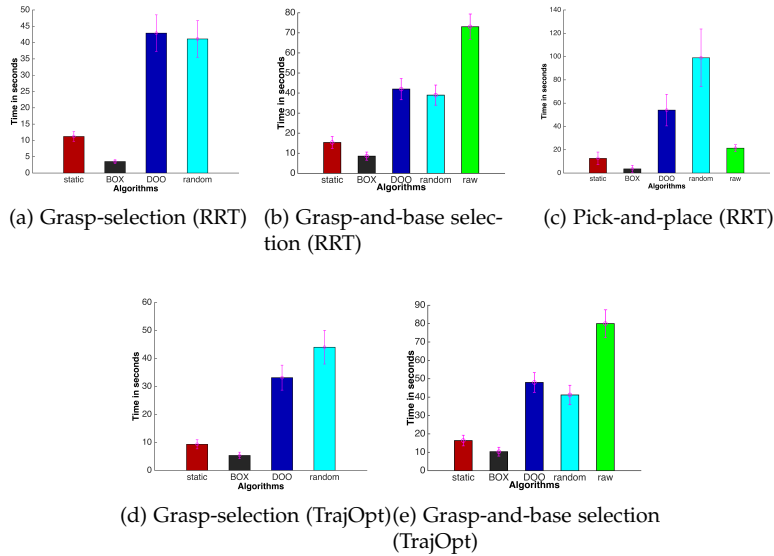 50
45
40
35
30
25
20
15
10
5
0
Time in seconds
static BOX DOO random
Algorithms
(a) Grasp-selection (RRT)
80
70
60
50
40
30
20
10
0
Time in seconds
static BOX DOO random raw
Algorithms
(b) Grasp-and-base selec-
tion (RRT)
140
120
100
80
60
40
20
0
Time in seconds
static BOX DOO random raw
Algorithms
(c) Pick-and-place (RRT)
60
50
40
30
20
10
0
Time in seconds
static BOX DOO random
Algorithms
(d) Grasp-selection (TrajOpt)
90
80
70
60
50
40
30
20
10
0
Time in seconds
static BOX DOO random raw
Algorithms
(e) Grasp-and-base selection
(TrajOpt)